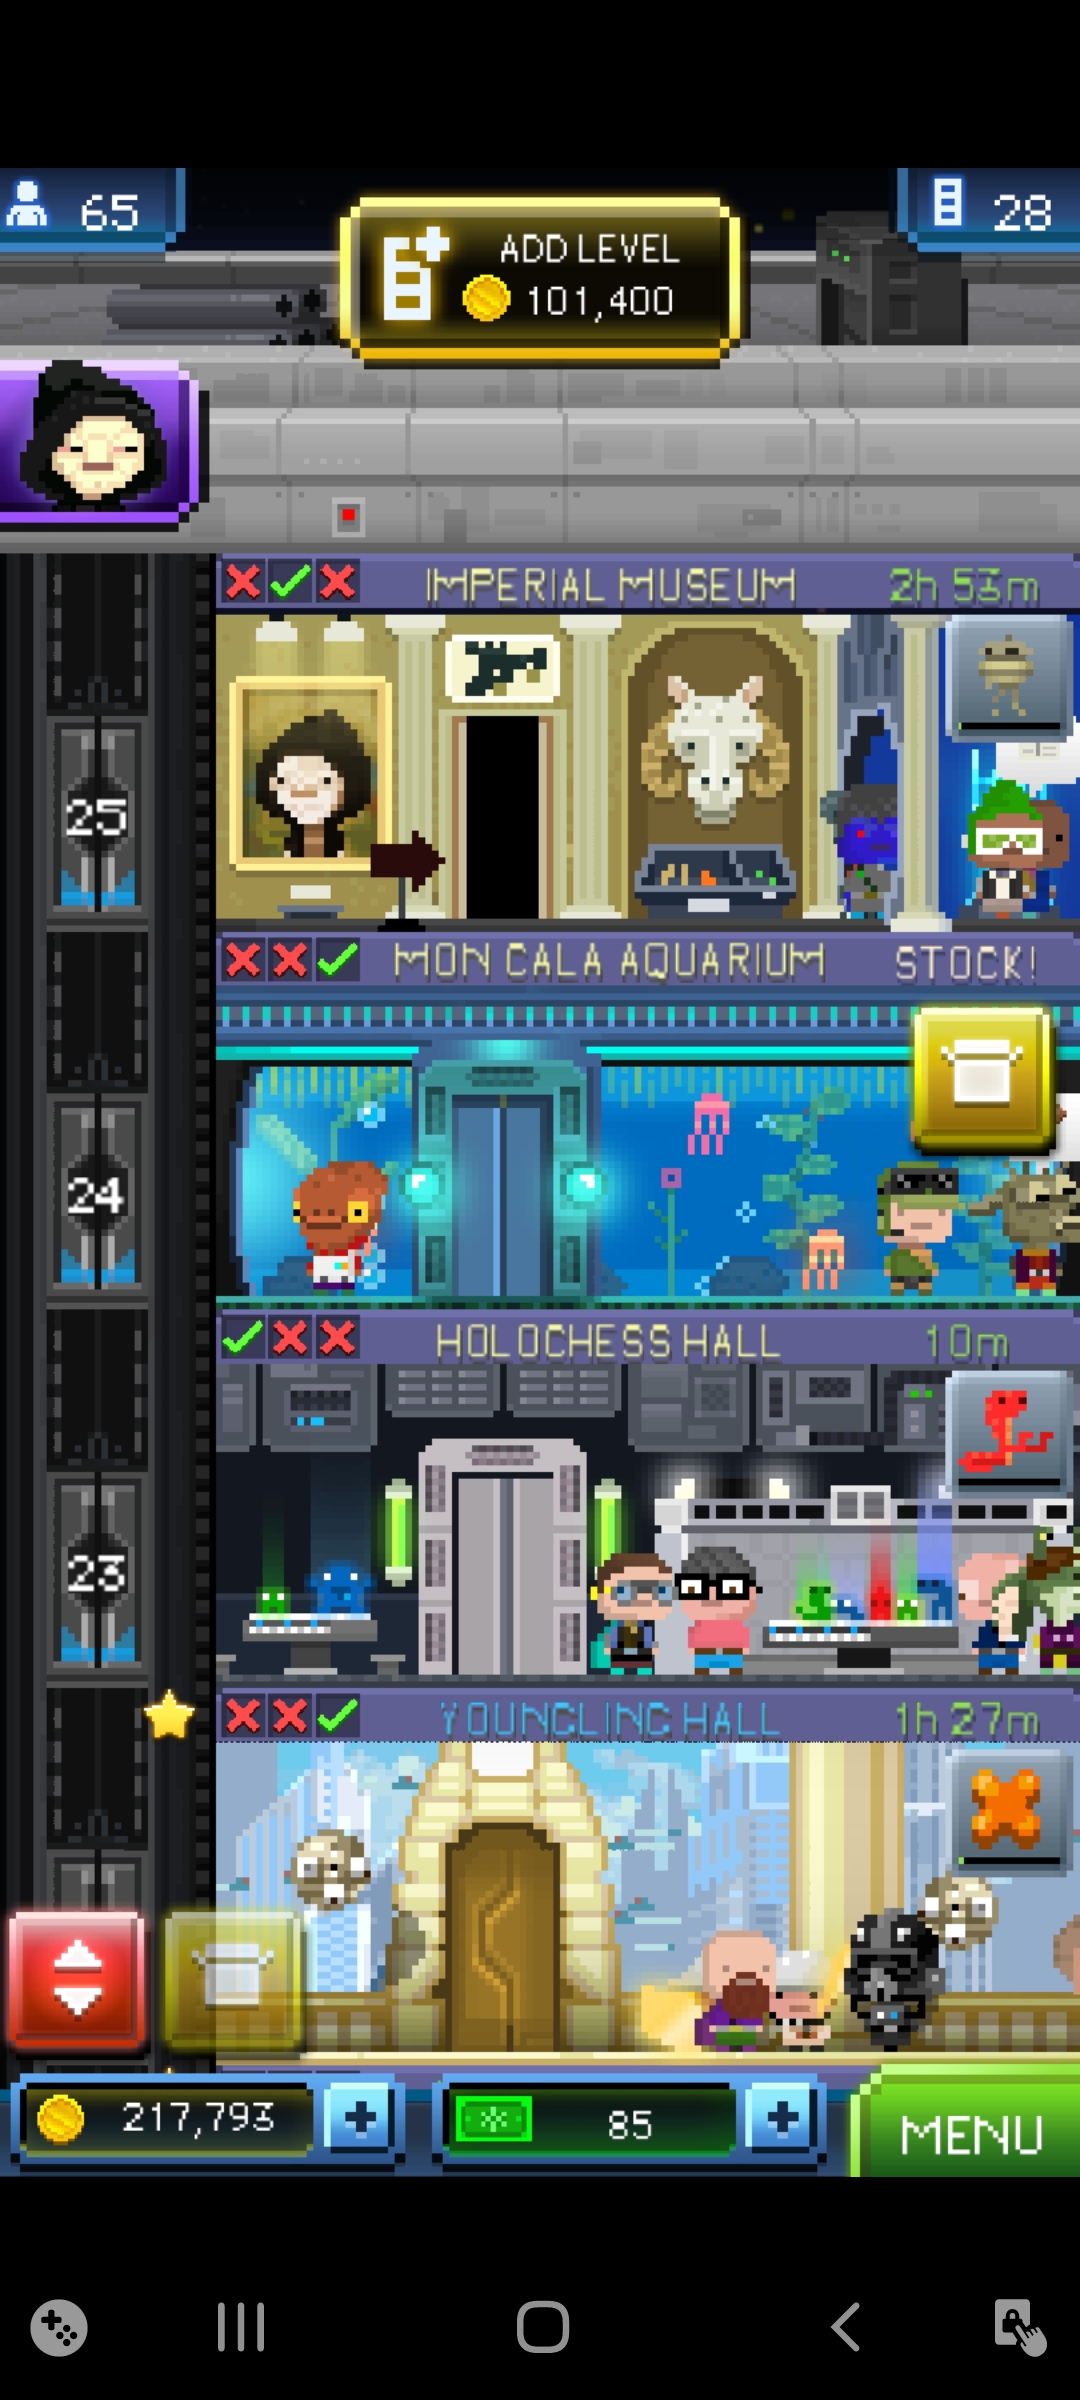 65
ADD LEVEL
101,400
28
IMPERIAL MUSEUM 2h 53m
25
MON CALA AQUARIUM STOCK!
24
HOLOCHESS HALL 10m
23
YOUNGLING HALL 1h 27m
217,793
85
MENU